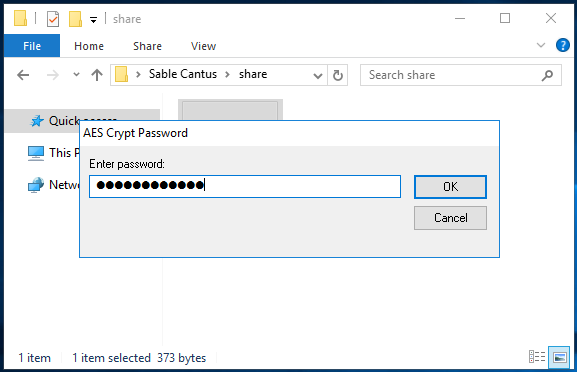 share
File
Home
Share
View
Sable Cantus
share
Search share
Quick access
AES Crypt Password
This P
Enter password:
●●●●●●●●●●●●
OK
Netwo
Cancel
1 item
1 item selected 373 bytes